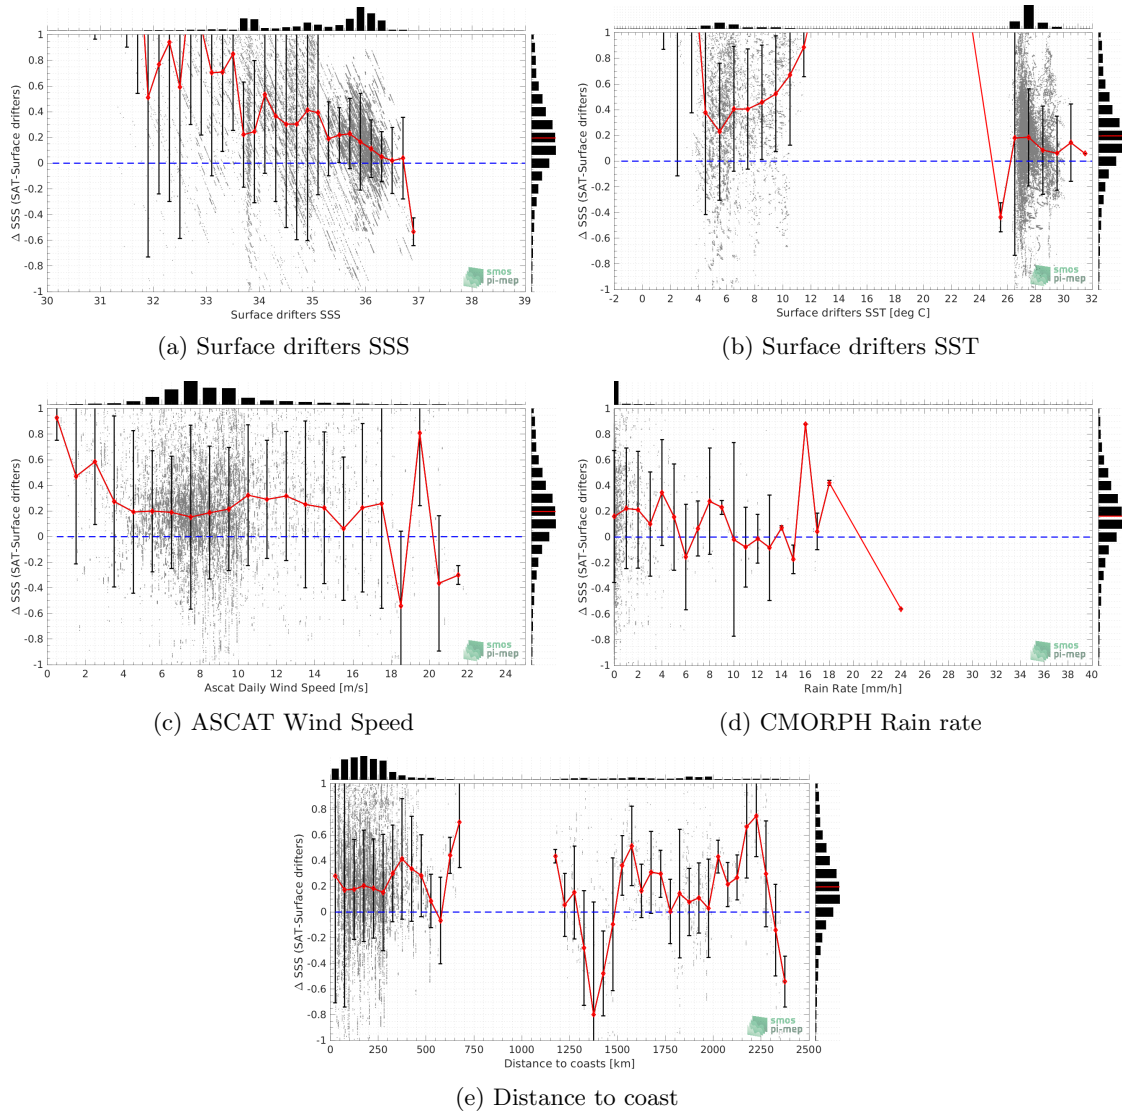 1
0.8
0.6
0.4
0.2
0
-0.2
-0.4
-0.6
-0.8
-1
Δ SSS (SAT-Surface drifters)
30 31 32 33 34 35 36 37 38 39
Surface drifters SSS
smos
pi-mep
(a) Surface drifters SSS
1
0.8
0.6
0.4
0.2
0
-0.2
-0.4
-0.6
-0.8
-1
Δ SSS (SAT-Surface drifters)
-2 0 2 4 6 8 10 12 14 16 18 20 22 24 26 28 30 32
Surface drifters SST [deg C]
smos
pi-mep
(b) Surface drifters SST
1
0.8
0.6
0.4
0.2
0
-0.2
-0.4
-0.6
-0.8
-1
Δ SSS (SAT-Surface drifters)
0 2 4 6 8 10 12 14 16 18 20 22 24
Ascat Daily Wind Speed [m/s]
smos
pi-mep
(c) ASCAT Wind Speed
1
0.8
0.6
0.4
0.2
0
-0.2
-0.4
-0.6
-0.8
-1
Δ SSS (SAT-Surface drifters)
0 2 4 6 8 10 12 14 16 18 20 22 24 26 28 30 32 34 36 38 40
Rain Rate [mm/h]
smos
pi-mep
(d) CMORPH Rain rate
1
0.8
0.6
0.4
0.2
0
-0.2
-0.4
-0.6
-0.8
-1
Δ SSS (SAT-Surface drifters)
0 250 500 750 1000 1250 1500 1750 2000 2250 2500
Distance to coasts [km]
smos
pi-mep
(e) Distance to coast